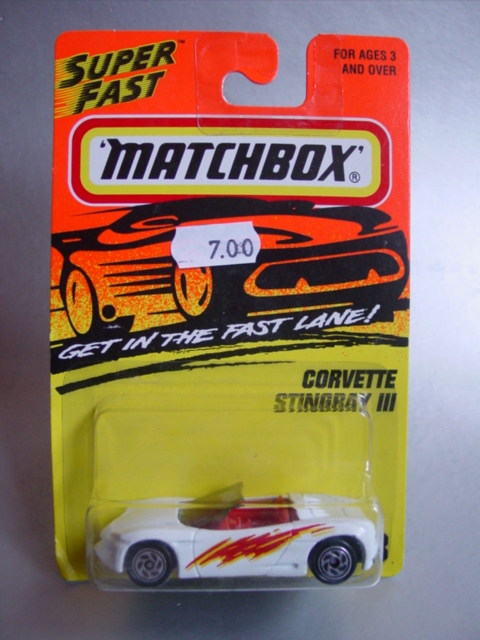 SUPER
FAST
FOR AGES 3
AND OVER
'MATCHBOX'®
7.00
GET IN THE FAST LANE!
CORVETTE
STINGRAY III